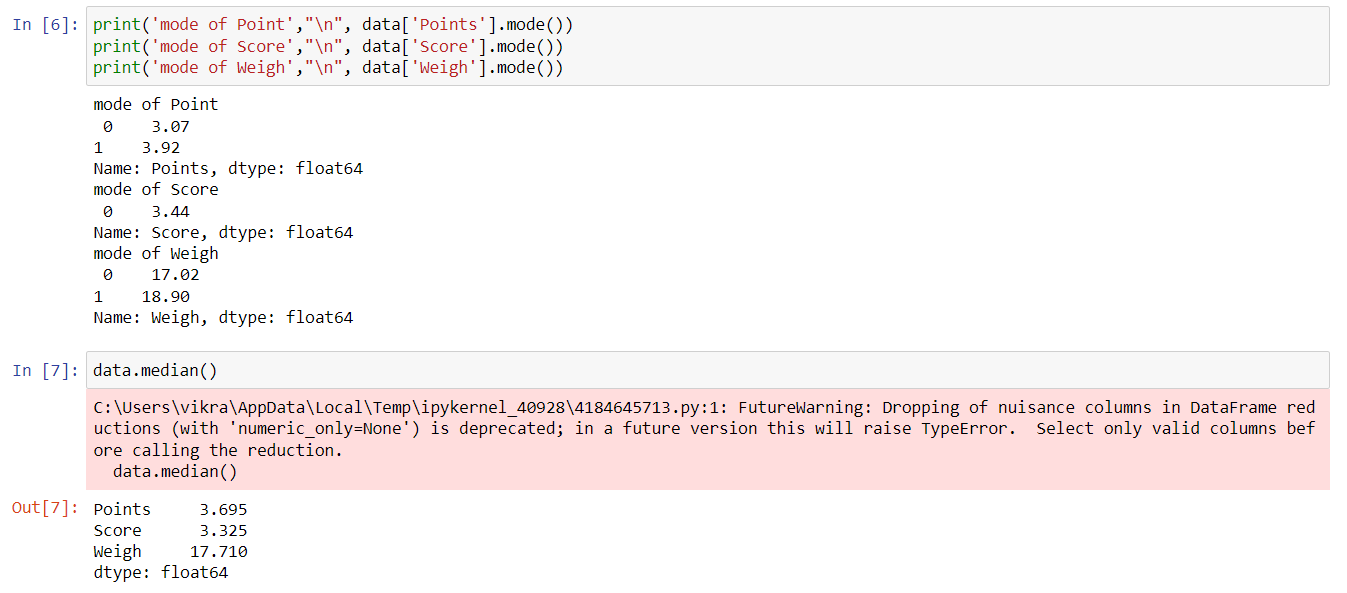 In [6]: print('mode of Point',"\n", data['Points'].mode())
print('mode of Score',"\n", data['Score'].mode())
print('mode of Weigh',"\n", data['Weigh'].mode())
mode of Point
 0    3.07
1    3.92
Name: Points, dtype: float64
mode of Score
 0    3.44
Name: Score, dtype: float64
mode of Weigh
 0    17.02
1    18.90
Name: Weigh, dtype: float64
In [7]: data.median()
C:\Users\vikra\AppData\Local\Temp\ipykernel_40928\4184645713.py:1: FutureWarning: Dropping of nuisance columns in DataFrame red
uctions (with 'numeric_only=None') is deprecated; in a future version this will raise TypeError.  Select only valid columns bef
ore calling the reduction.
  data.median()
Out[7]: Points     3.695
Score      3.325
Weigh     17.710
dtype: float64